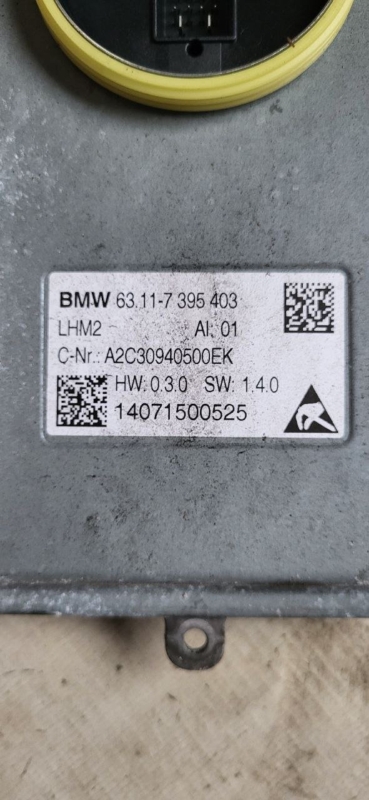 BMW 63.11-7 395 403
LHM2 AI: 01
C-Nr.: A2C30940500EK
HW: 0.3.0 SW: 1.4.0
14071500525